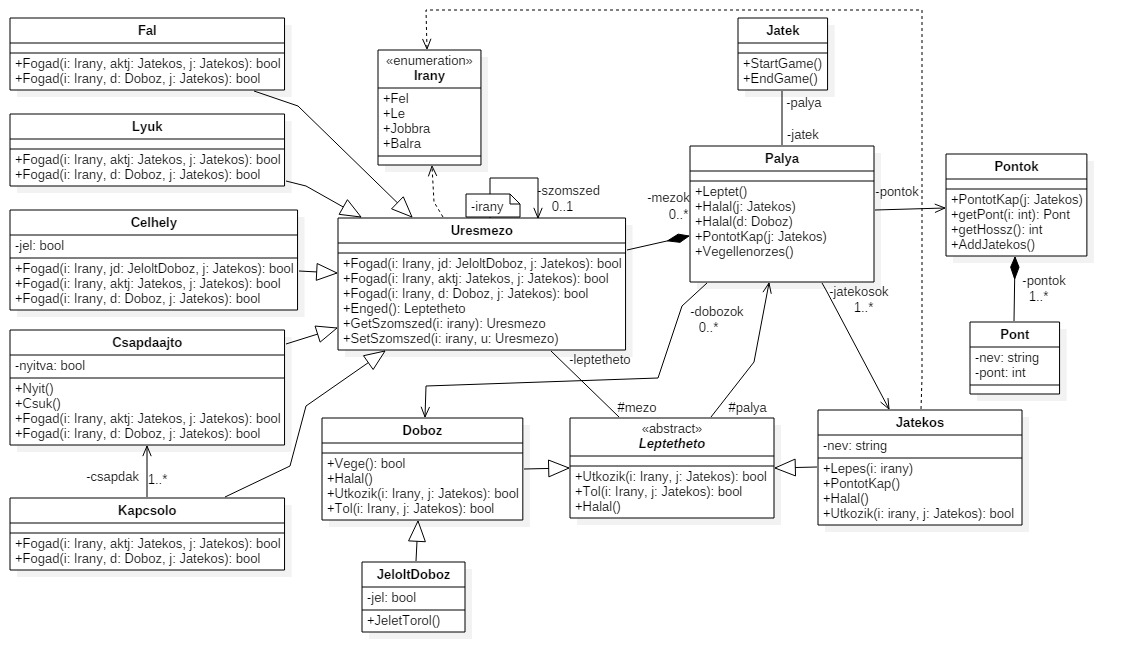 Fal
+Fogad(i: Irany, aktj: Jatekos, j: Jatekos): bool
+Fogad(i: Irany, d: Doboz, j: Jatekos): bool
Lyuk
+Fogad(i: Irany, aktj: Jatekos, j: Jatekos): bool
+Fogad(i: Irany, d: Doboz, j: Jatekos): bool
Celhely
-jel: bool
+Fogad(i: Irany, jd: JeloltDoboz, j: Jatekos): bool
+Fogad(i: Irany, aktj: Jatekos, j: Jatekos): bool
+Fogad(i: Irany, d: Doboz, j: Jatekos): bool
Csapdaajto
-nyitva: bool
+Nyit()
+Csuk()
+Fogad(i: Irany, aktj: Jatekos, j: Jatekos): bool
+Fogad(i: Irany, d: Doboz, j: Jatekos): bool
-csapdak
1..*
Kapcsolo
+Fogad(i: Irany, aktj: Jatekos, j: Jatekos): bool
+Fogad(i: Irany, d: Doboz, j: Jatekos): bool
«enumeration»
Irany
+Fel
+Le
+Jobbra
+Balra
-irany
-szomszed
0..1
Uresmezo
+Fogad(i: Irany, jd: JeloltDoboz, j: Jatekos): bool
+Fogad(i: Irany, aktj: Jatekos, j: Jatekos): bool
+Fogad(i: Irany, d: Doboz, j: Jatekos): bool
+Enged(): Leptetheto
+GetSzomszed(i: irany): Uresmezo
+SetSzomszed(i: irany, u: Uresmezo)
-leptetheto
#mezo
Jatek
+StartGame()
+EndGame()
-palya
-jatek
Palya
+Leptet()
+Halal(j: Jatekos)
+Halal(d: Doboz)
+PontotKap(j: Jatekos)
+Vegellenorzes()
-mezok
0..*
-pontok
-dobozok
0..*
-jatekosok
1..*
#palya
Pontok
+PontotKap(j: Jatekos)
+getPont(i: int): Pont
+getHossz(): int
+AddJatekos()
-pontok
1..*
Pont
-nev: string
-pont: int
Doboz
+Vege(): bool
+Halal()
+Utkozik(i: Irany, j: Jatekos): bool
+Tol(i: Irany, j: Jatekos): bool
«abstract»
Leptetheto
+Utkozik(i: Irany, j: Jatekos): bool
+Tol(i: Irany, j: Jatekos): bool
+Halal()
Jatekos
-nev: string
+Lepes(i: irany)
+PontotKap()
+Halal()
+Utkozik(i: irany, j: Jatekos): bool
JeloltDoboz
-jel: bool
+JeletTorol()